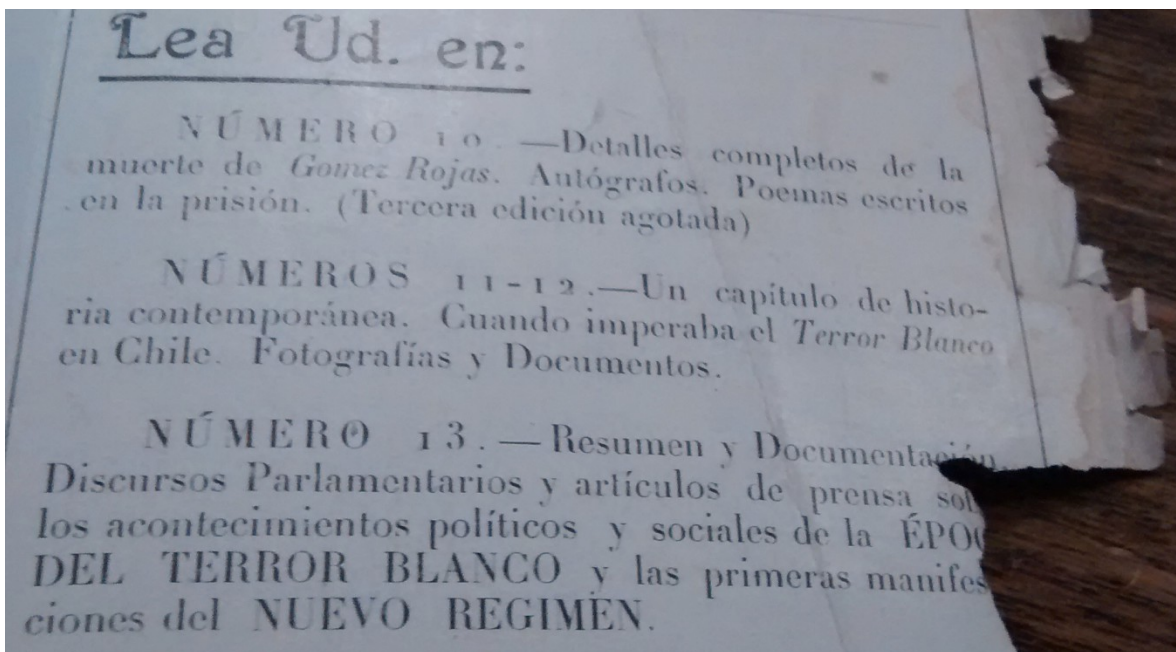 Lea Ud. en:
NÚMERO 10.—Detalles completos de la
muerte de Gomez Rojas. Autógrafos. Poemas escritos
en la prisión. (Tercera edición agotada)
NÚMEROS 11-12.—Un capítulo de histo-
ria contemporánea. Cuando imperaba el Terror Blanco
en Chile. Fotografías y Documentos.
NÚMERO 13.—Resumen y Documentación.
Discursos Parlamentarios y artículos de prensa
los acontecimientos políticos y sociales de la
DEL TERROR BLANCO y las primeras
ciones del NUEVO REGIMEN.